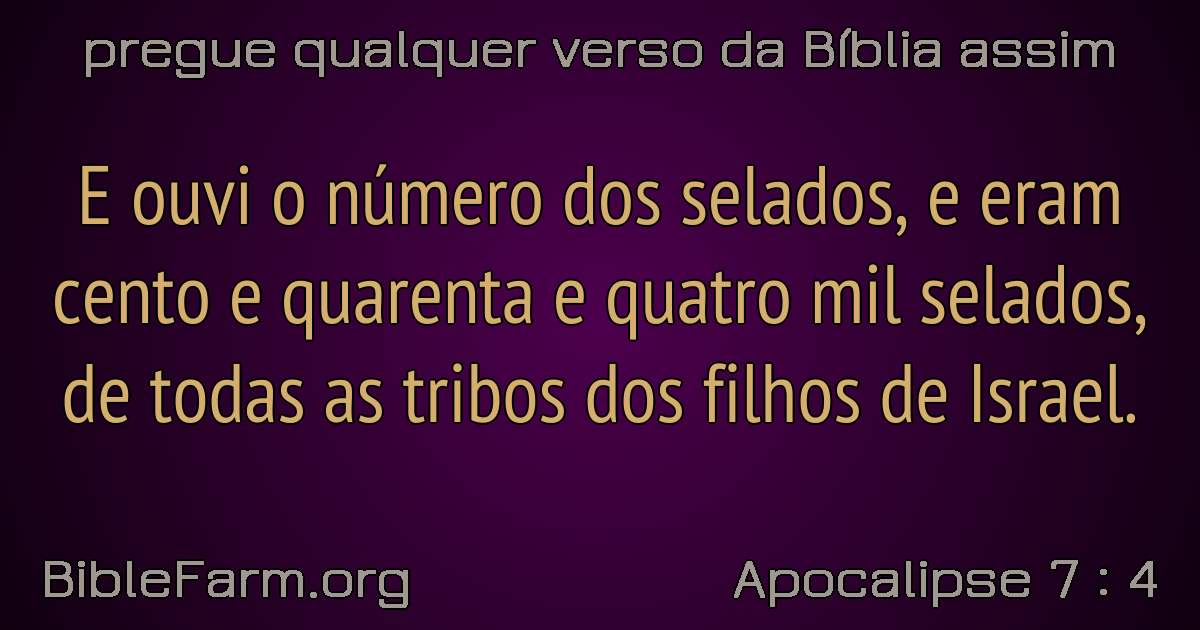 pregue qualquer verso da Bíblia assim
E ouvi o número dos selados, e eram
cento e quarenta e quatro mil selados,
de todas as tribos dos filhos de Israel.
BibleFarm.org
Apocalipse 7 : 4